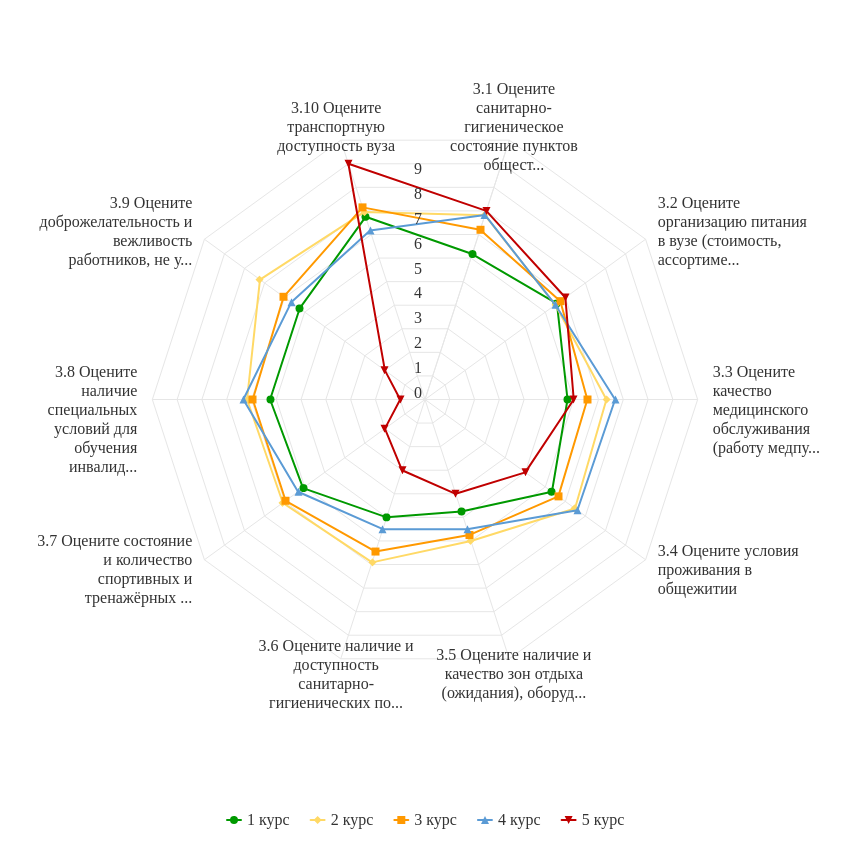 3.1 Оцените
санитарно-
гигиеническое
состояние пунктов
общест...
3.10 Оцените
транспортную
доступность вуза
3.2 Оцените
организацию питания
в вузе (стоимость,
ассортиме...
3.9 Оцените
доброжелательность и
вежливость
работников, не у...
9
8
7
6
5
4
3
2
1
0
3.3 Оцените
качество
медицинского
обслуживания
(работу медпу...
3.8 Оцените
наличие
специальных
условий для
обучения
инвалид...
3.4 Оцените условия
проживания в
общежитии
3.7 Оцените состояние
и количество
спортивных и
тренажёрных ...
3.6 Оцените наличие и
доступность
санитарно-
гигиенических по...
3.5 Оцените наличие и
качество зон отдыха
(ожидания), оборуд...
1 курс 2 курс 3 курс 4 курс 5 курс